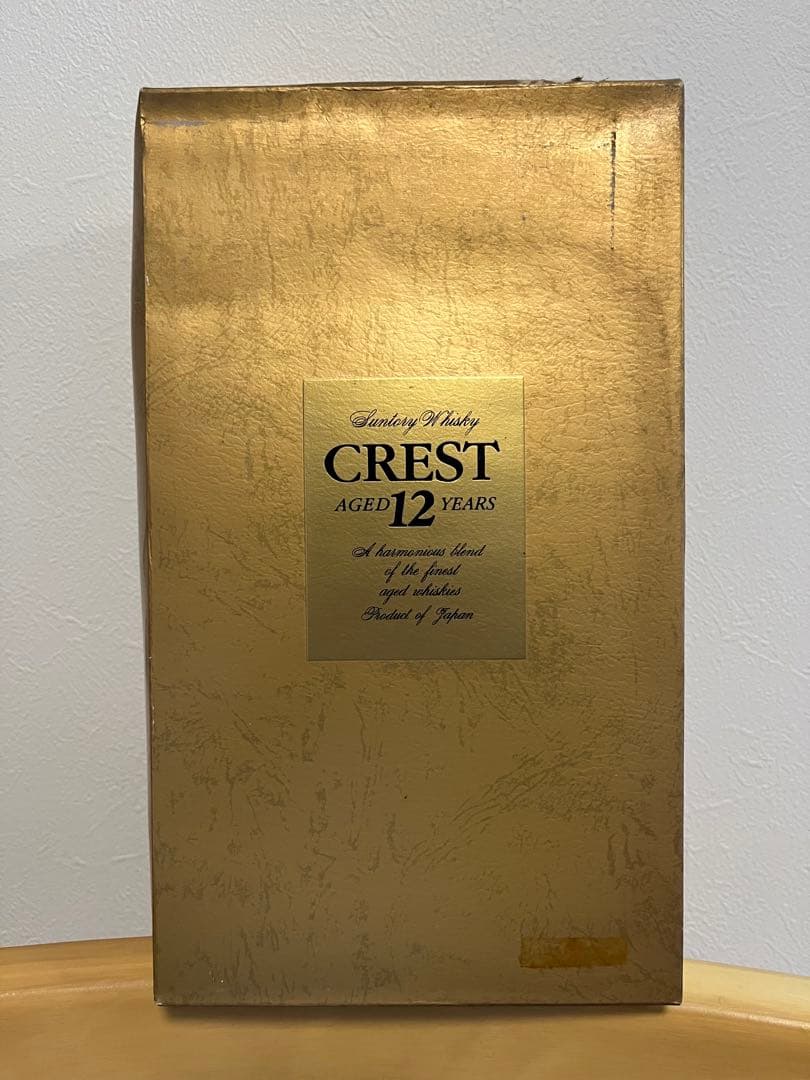 Suntory Whisky
CREST
AGED 12 YEARS
A harmonious blend
of the finest
aged whiskies
Product of Japan